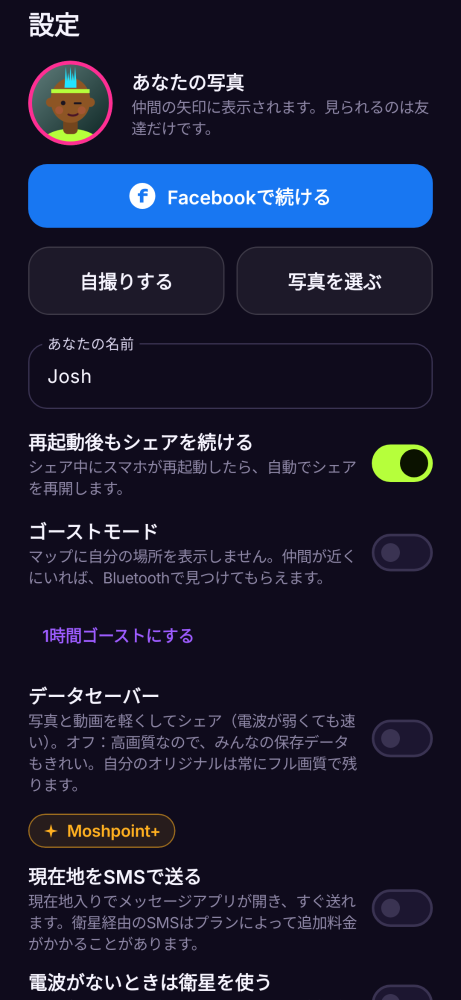 設定
あなたの写真
仲間の矢印に表示されます。見られるのは友
達だけです。
Facebookで続ける
自撮りする
写真を選ぶ
あなたの名前
Josh
再起動後もシェアを続ける
シェア中にスマホが再起動したら、自動でシェア
を再開します。
ゴーストモード
マップに自分の場所を表示しません。仲間が近く
にいれば、Bluetoothで見つけてもらえます。
1時間ゴーストにする
データセーバー
写真と動画を軽くしてシェア（電波が弱くても速
い）。オフ：高画質なので、みんなの保存データ
もきれい。自分のオリジナルは常にフル画質で残
ります。
Moshpoint+
現在地をSMSで送る
現在地入りでメッセージアプリが開き、すぐ送れ
ます。衛星経由のSMSはプランによって追加料金
がかかることがあります。
電波がないときは衛星を使う